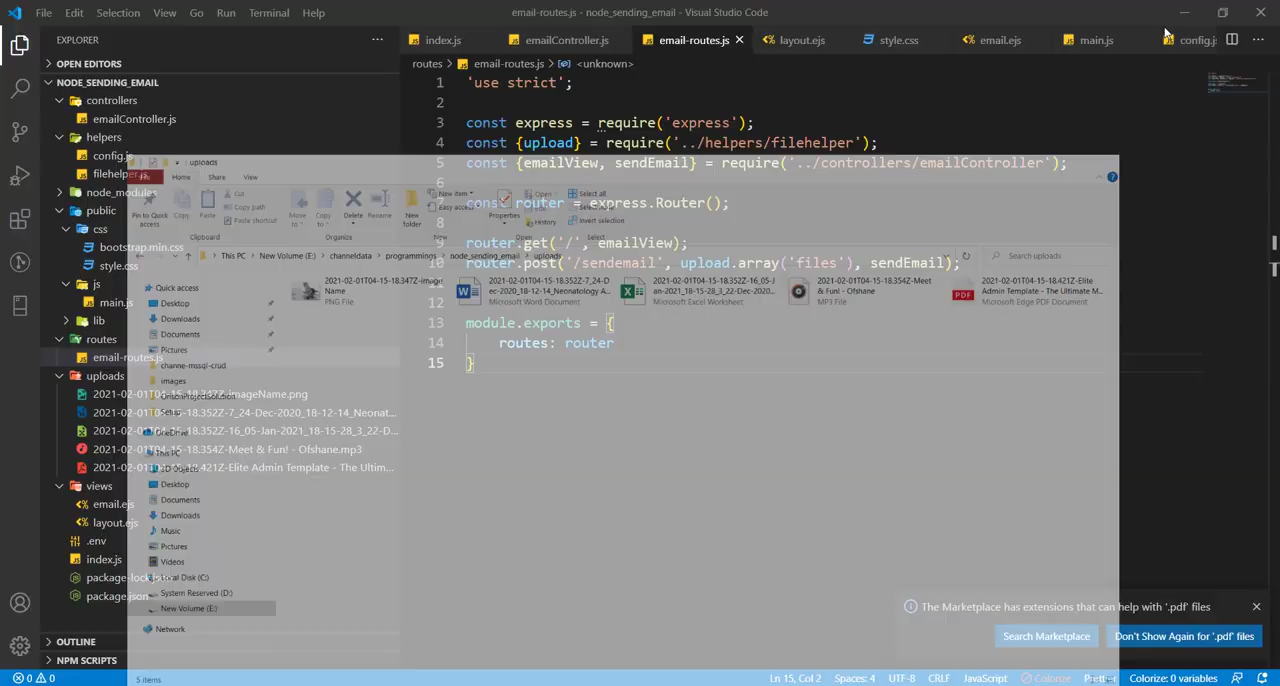 File Edit Selection View Go Run Terminal Help
email-routes.js - node_sending_email - Visual Studio Code
EXPLORER
OPEN EDITORS
NODE_SENDING_EMAIL
controllers
emailController.js
helpers
config.js
filehelper.js
node_modules
public
css
bootstrap.min.css
style.css
js
main.js
lib
routes
email-routes.js
uploads
2021-02-01T04-15-18.347Z-imageName.png
2021-02-01T04-15-18.352Z-7_24-Dec-2020_18-12-14_Neonat...
2021-02-01T04-15-18.352Z-16_05-Jan-2021_18-15-28_3_22-D...
2021-02-01T04-15-18.354Z-Meet & Fun! - Ofshane.mp3
2021-02-01T04-15-18.421Z-Elite Admin Template - The Ultim...
views
email.ejs
layout.ejs
.env
index.js
package-lock.json
package.json
OUTLINE
NPM SCRIPTS
index.js emailController.js email-routes.js layout.ejs style.css email.ejs main.js config.js
routes email-routes.js <unknown>
1 'use strict';
2
3 const express = require('express');
4 const {upload} = require('../helpers/filehelper');
5 const {emailView, sendEmail} = require('../controllers/emailController');
6
7 const router = express.Router();
8
9 router.get('/', emailView);
10 router.post('/sendemail', upload.array('files'), sendEmail);
12
13 module.exports = {
14 routes: router
15 }
uploads
Home Share View
Pin to Quick access
Copy
Paste
Cut
Copy path
Paste shortcut
Clipboard
Move to
Copy to
Delete
Rename
Organize
New folder
New item
Easy access
New
Properties
Open
History
Open
Select all
Invert selection
Select
This PC New Volume (E:) channeldata programmings node_sending_email uploads
Search uploads
Quick access
Desktop
Downloads
Documents
Pictures
channe-mssql-crud
images
Setup
OneDrive
This PC
3D Objects
Desktop
Documents
Downloads
Music
Pictures
Videos
Local Disk (C:)
System Reserved (D:)
New Volume (E:)
Network
2021-02-01T04-15-18.347Z-imageName
PNG File
2021-02-01T04-15-18.352Z-7_24-Dec-2020_18-12-14_Neonatology A...
Microsoft Word Document
2021-02-01T04-15-18.352Z-16_05-Jan-2021_18-15-28_3_22-Dec-2020...
Microsoft Excel Worksheet
2021-02-01T04-15-18.354Z-Meet & Fun! - Ofshane
MP3 File
2021-02-01T04-15-18.421Z-Elite Admin Template - The Ultimate M...
Microsoft Edge PDF Document
PDF
5 items
The Marketplace has extensions that can help with '.pdf' files
Search Marketplace
Don't Show Again for '.pdf' files
0 0
Ln 15, Col 2 Spaces: 4 UTF-8 CRLF JavaScript Colorize Prettier Colorize: 0 variables